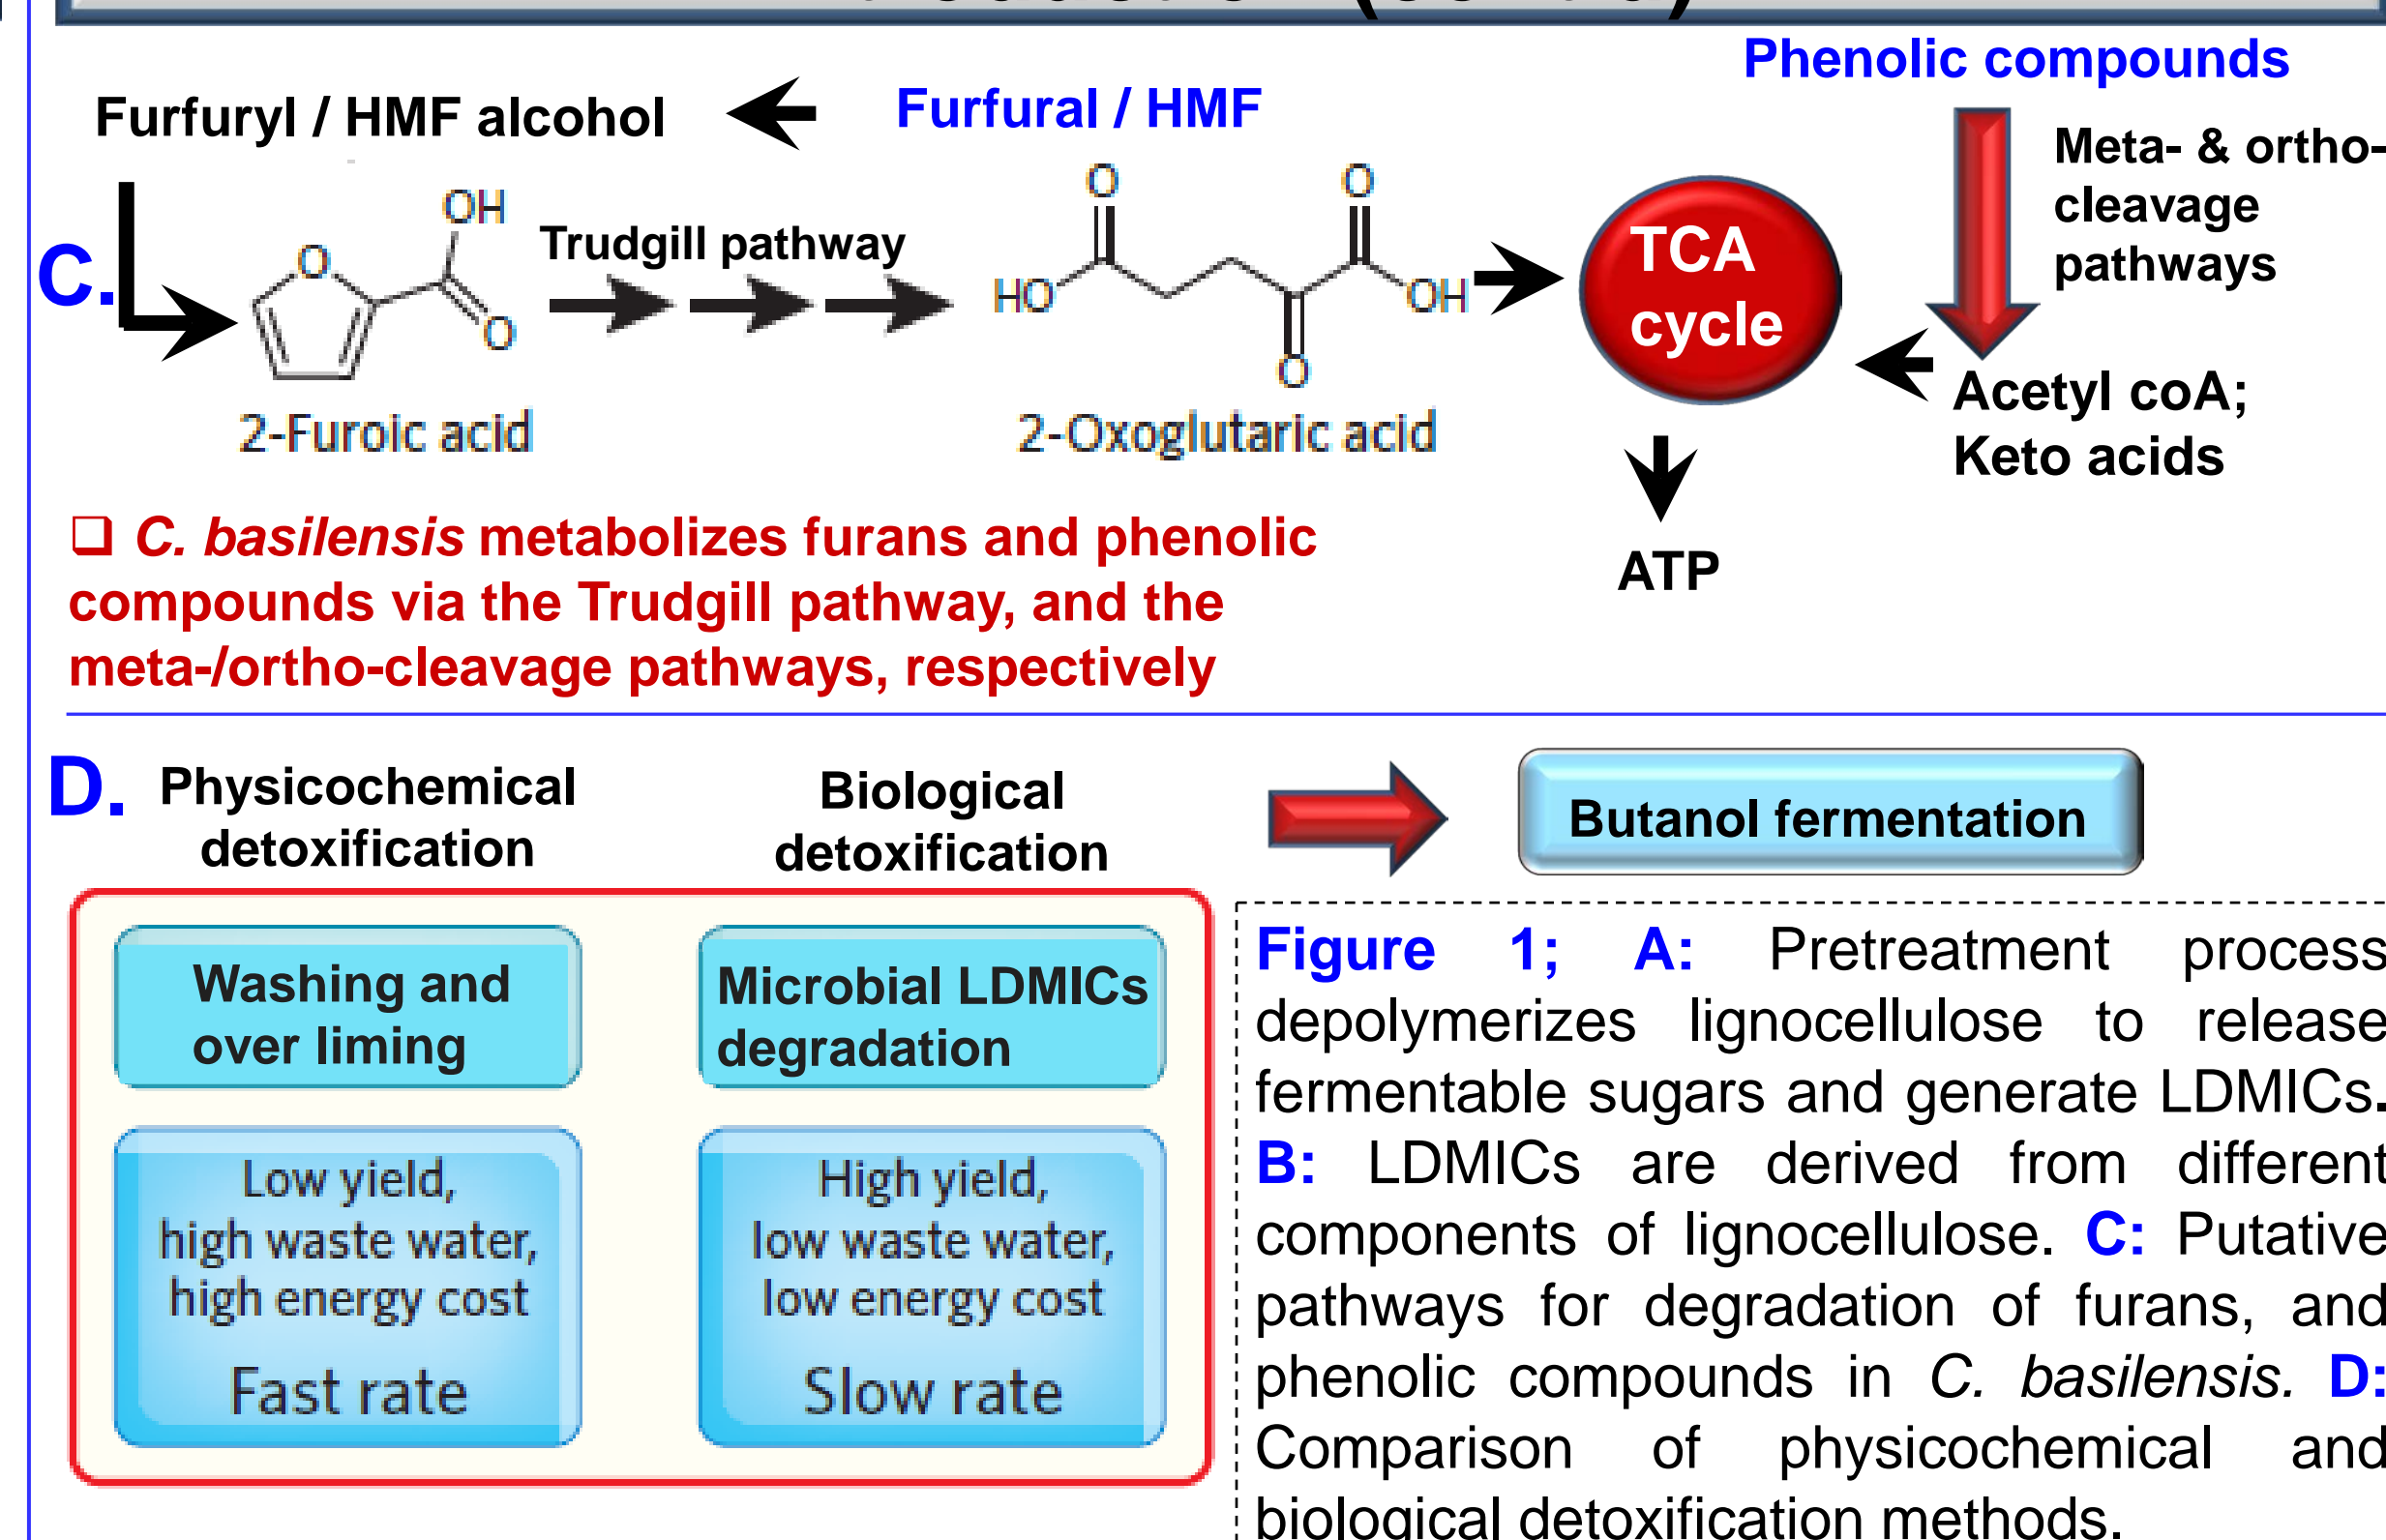 Phenolic compounds
Furfuryl / HMF alcohol
Furfural / HMF
Meta- & ortho-
cleavage
pathways
C.
O
OH
O
Trudgill pathway
O
O
HO
OH
O
TCA
cycle
2-Furoic acid
2-Oxoglutaric acid
Acetyl coA;
Keto acids
ATP
❑ C. basilensis metabolizes furans and phenolic
compounds via the Trudgill pathway, and the
meta-/ortho-cleavage pathways, respectively
D.
Physicochemical
detoxification
Biological
detoxification
Butanol fermentation
Washing and
over liming
Microbial LDMICs
degradation
Low yield,
high waste water,
high energy cost
Fast rate
High yield,
low waste water,
low energy cost
Slow rate
Figure 1; A: Pretreatment process
depolymerizes lignocellulose to release
fermentable sugars and generate LDMICs.
B: LDMICs are derived from different
components of lignocellulose. C: Putative
pathways for degradation of furans, and
phenolic compounds in C. basilensis. D:
Comparison of physicochemical and
biological detoxification methods.